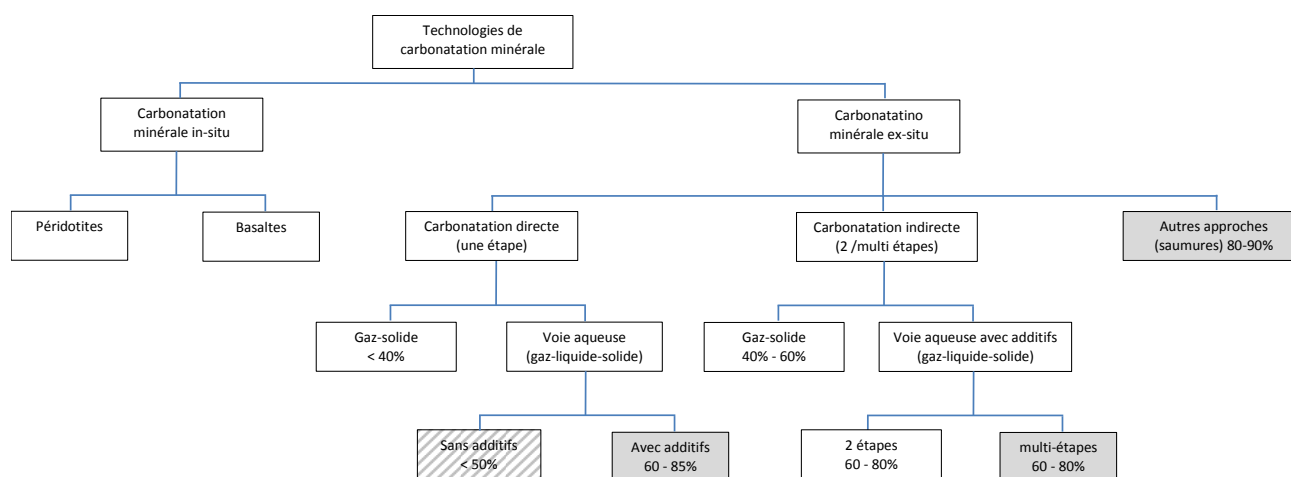 Technologies de
carbonatation minérale
Carbonatation
minérale in-situ
Carbonatatino
minérale ex-situ
Péridotites
Basaltes
Carbonatation directe
(une étape)
Carbonatation indirecte
(2 /multi étapes)
Autres approches
(saumures) 80-90%
Gaz-solide
< 40%
Voie aqueuse
(gaz-liquide-solide)
Gaz-solide
40% - 60%
Voie aqueuse avec additifs
(gaz-liquide-solide)
Sans additifs
< 50%
Avec additifs
60 - 85%
2 étapes
60 - 80%
multi-étapes
60 - 80%